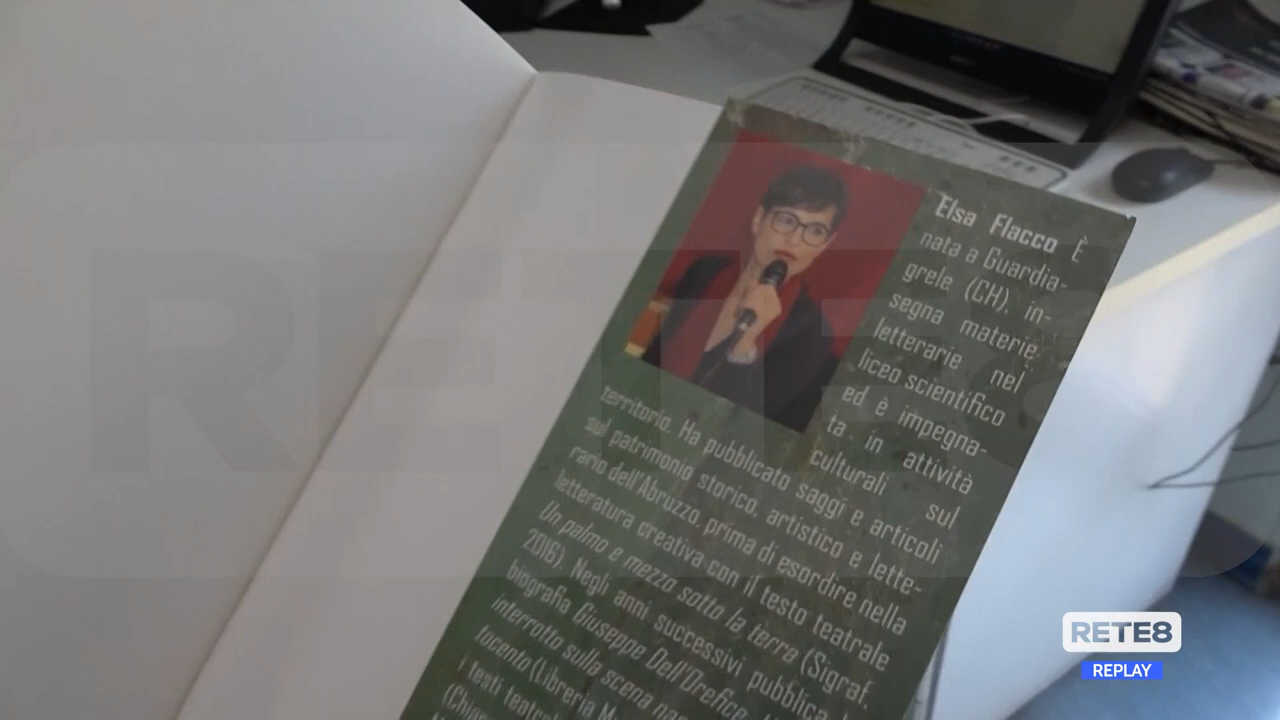 Elsa Flacco È
nata a Guardia-
grele (CH), in-
segna materie
letterarie nel
liceo scientifico
ed è impegna-
ta in attività
culturali sul
territorio. Ha pubblicato saggi e articoli
sul patrimonio storico, artistico e lette-
rario dell'Abruzzo, prima di esordire nella
letteratura creativa con il testo teatrale
Un palmo e mezzo sotto la terra (Sigraf,
2016). Negli anni successivi pubblica
biografia Giuseppe Dell'Orefice,
interrotto sulla scena
tocento (Libreria
i testi
RETE8
RETE8
REPLAY